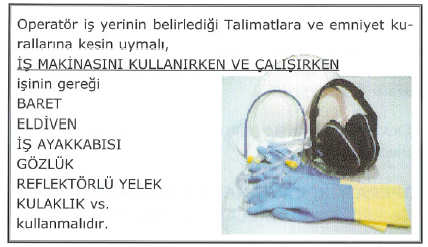 Operatör iş yerinin belirlediği Talimatlara ve emniyet ku-
rallarına kesin uymalı,
İŞ MAKİNASINI KULLANIRKEN VE ÇALIŞIRKEN
işinin gereği
BARET
ELDİVEN
İŞ AYAKKABISI
GÖZLÜK
REFLEKTÖRLÜ YELEK
KULAKLIK vs.
kullanmalıdır.